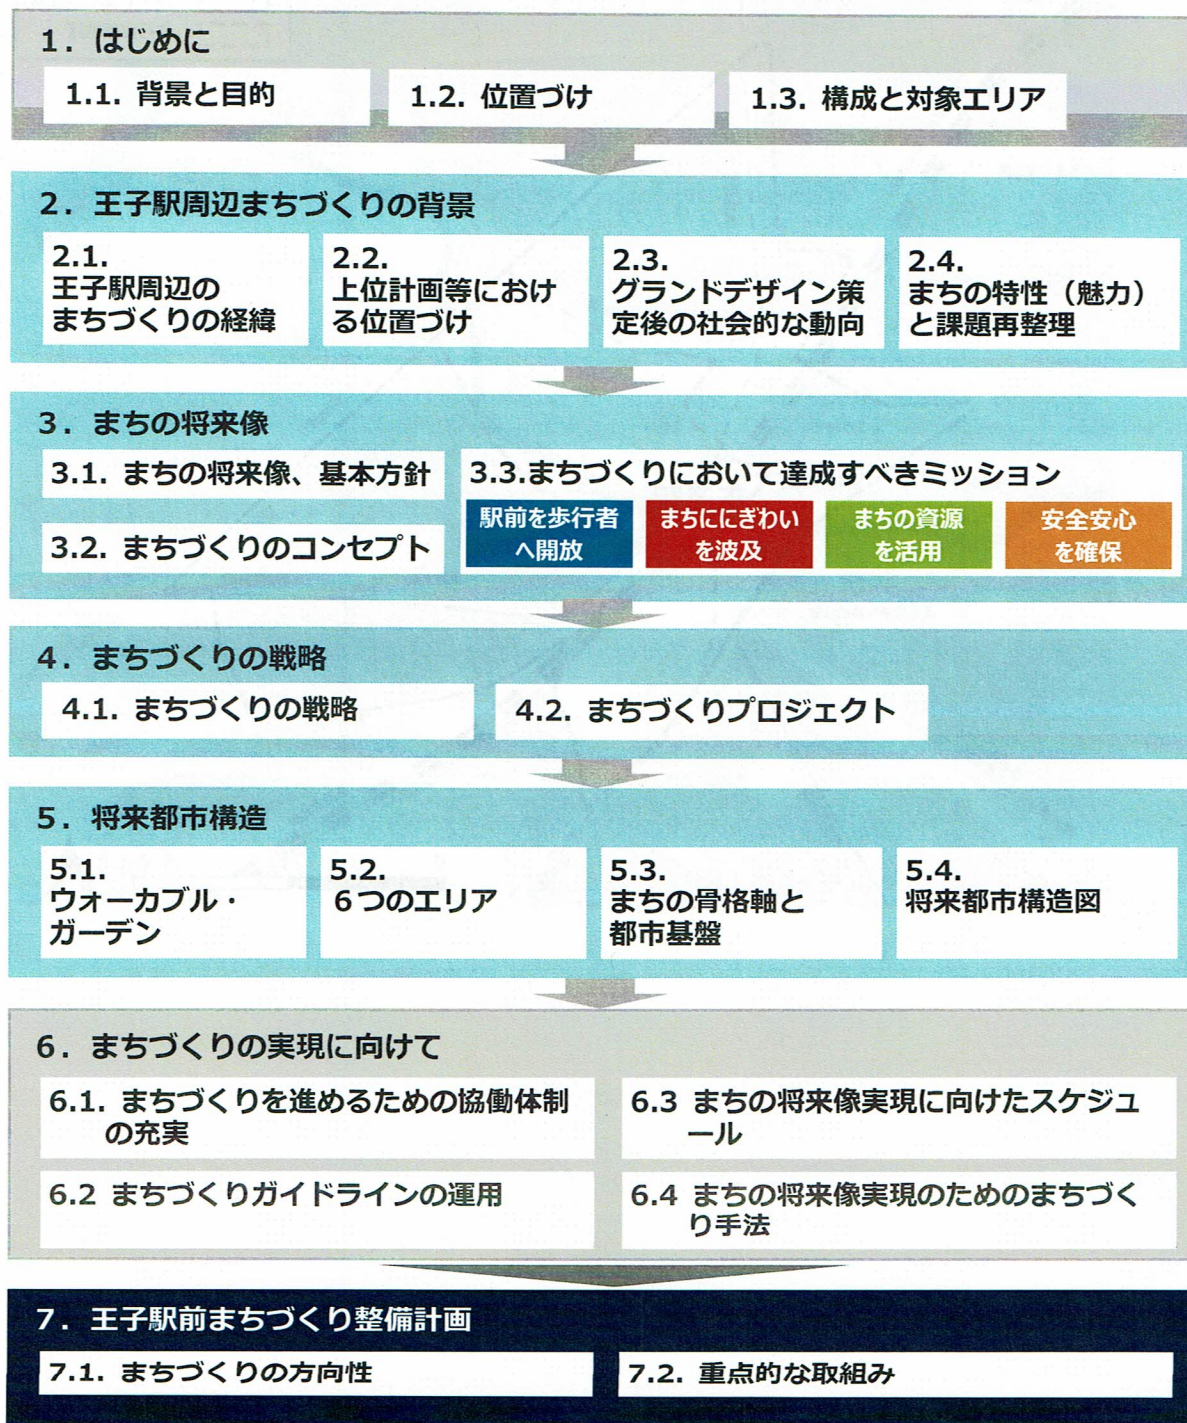 1. はじめに
1.1. 背景と目的
1.2. 位置づけ
1.3. 構成と対象エリア
2. 王子駅周辺まちづくりの背景
2.1.
王子駅周辺の
まちづくりの経緯
2.2.
上位計画等におけ
る位置づけ
2.3.
グランドデザイン策
定後の社会的な動向
2.4.
まちの特性（魅力）
と課題再整理
3. まちの将来像
3.1. まちの将来像、基本方針
3.2. まちづくりのコンセプト
3.3.まちづくりにおいて達成すべきミッション
駅前を歩行者
へ開放
まちににぎわい
を波及
まちの資源
を活用
安全安心
を確保
4. まちづくりの戦略
4.1. まちづくりの戦略
4.2. まちづくりプロジェクト
5. 将来都市構造
5.1.
ウォーカブル・
ガーデン
5.2.
６つのエリア
5.3.
まちの骨格軸と
都市基盤
5.4.
将来都市構造図
6. まちづくりの実現に向けて
6.1. まちづくりを進めるための協働体制
の充実
6.2 まちづくりガイドラインの運用
6.3 まちの将来像実現に向けたスケジュ
ール
6.4 まちの将来像実現のためのまちづく
り手法
7. 王子駅前まちづくり整備計画
7.1. まちづくりの方向性
7.2. 重点的な取組み